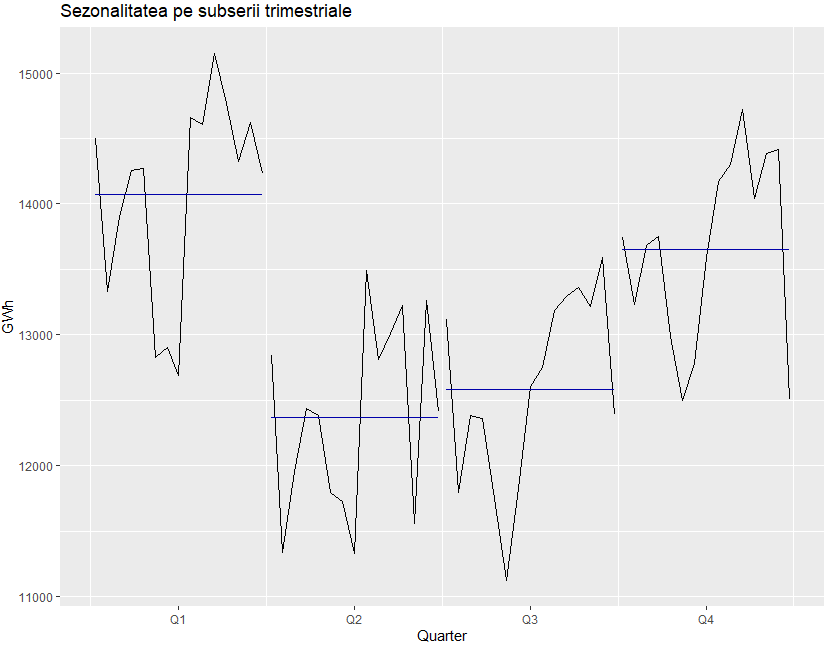 Sezonalitatea pe subserii trimestriale
15000
14000
13000
12000
11000
GWh
Q1 Q2 Q3 Q4
Quarter